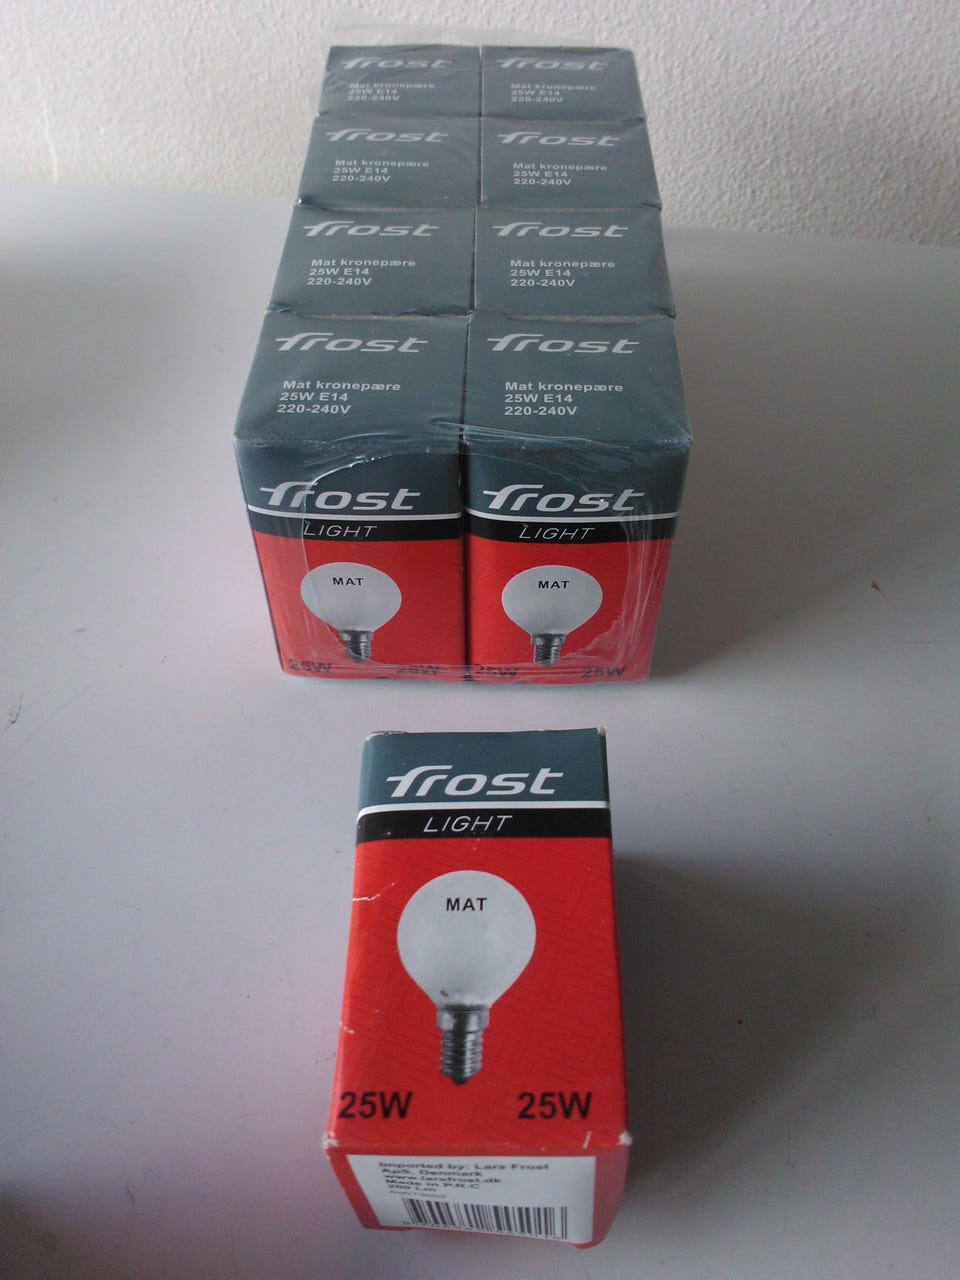 frost
Mat kronepære
25W E14
220-240V
frost
Mat kronepære
25W E14
220-240V
frost
Mat kronepære
25W E14
220-240V
frost
Mat kronepære
25W E14
220-240V
frost
Mat kronepære
25W E14
220-240V
frost
Mat kronepære
25W E14
220-240V
frost
Mat kronepære
25W E14
220-240V
frost
Mat kronepære
25W E14
220-240V
frost
LIGHT
MAT
25W 25W
frost
LIGHT
MAT
25W 25W
frost
LIGHT
MAT
25W 25W
Imported by: Lars Frost
ApS, Denmark
www.larsfrost.dk
Made in P.R.C
200 Lm